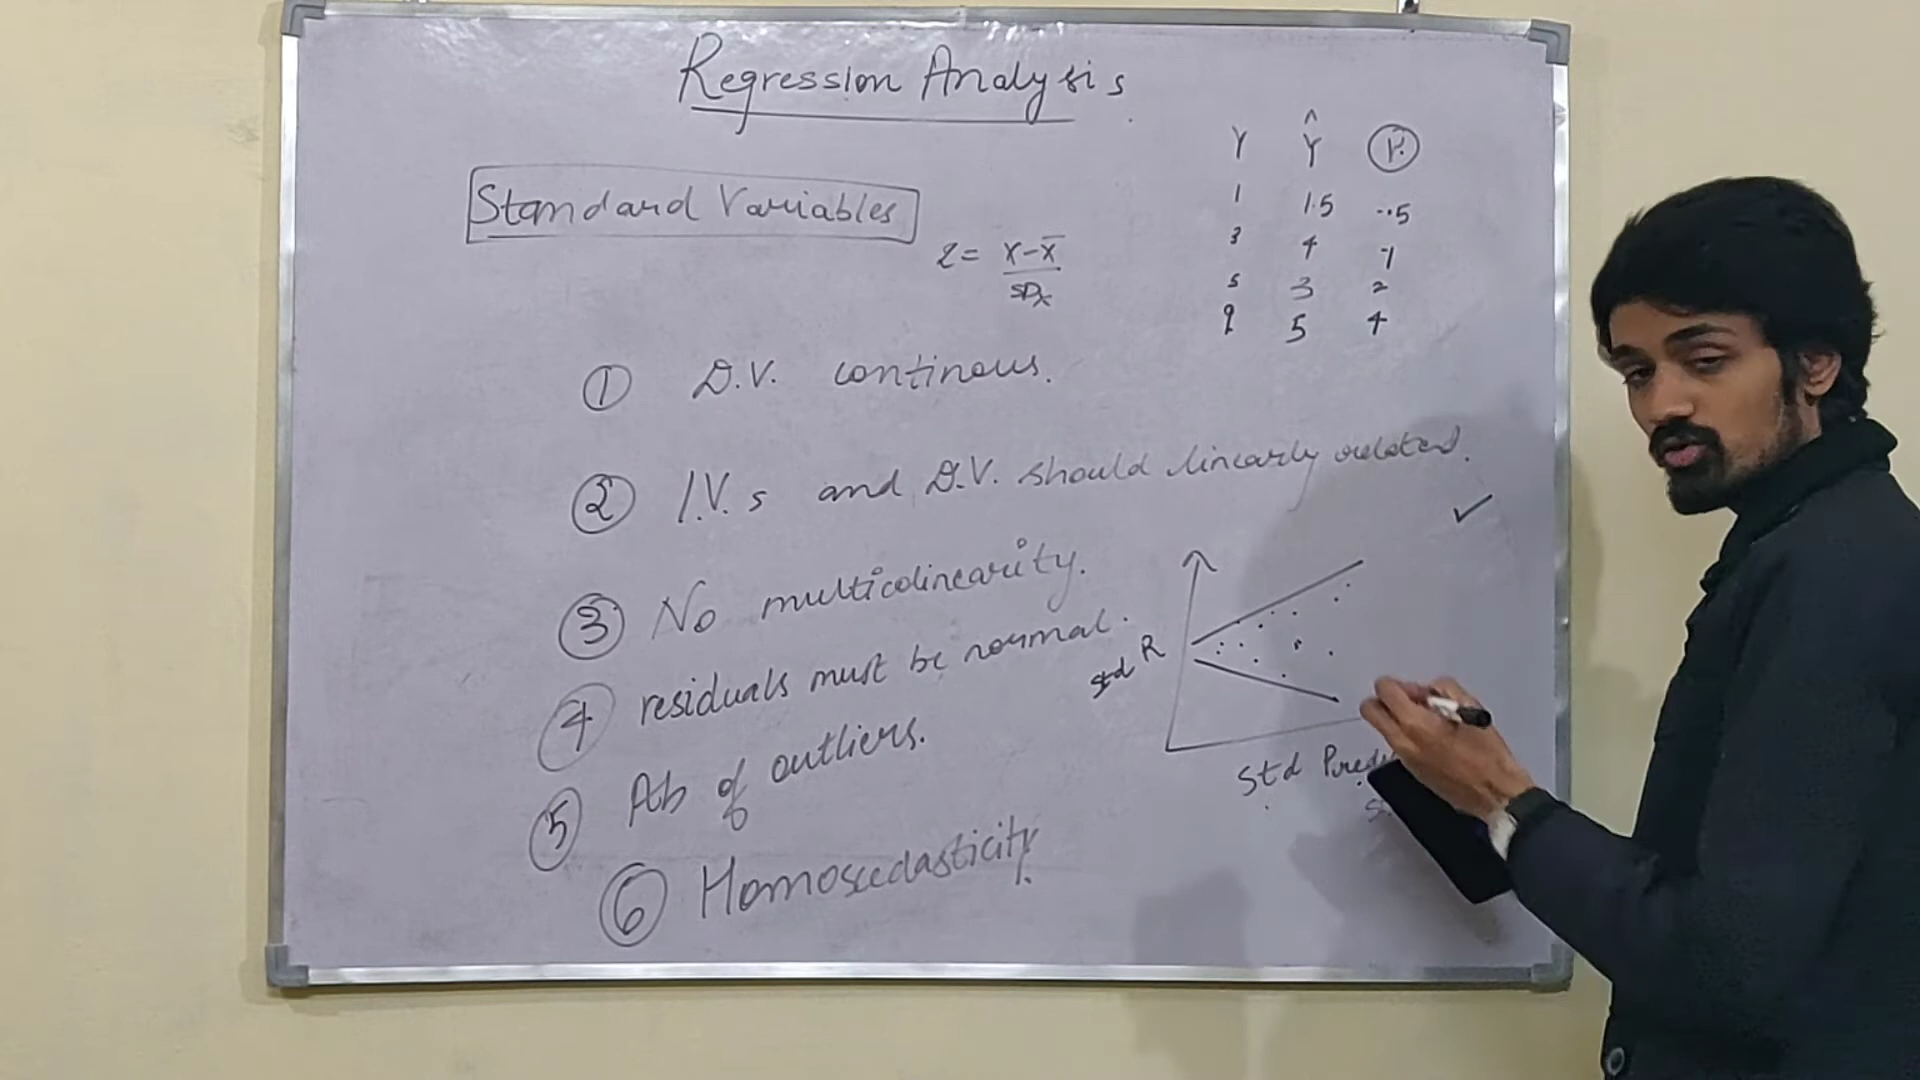 Regression Analysis
Standard Variables
Z = X-X̄
SDx
Y Ŷ R
1 1.5 -.5
3 4 -1
5 3 2
9 5 4
① D.V. continous.
② I.V.s and D.V. should linearly related.
③ No multicolinearity.
④ residuals must be normal.
⑤ Ab of outliers.
⑥ Homoscedasticity.
std R
std